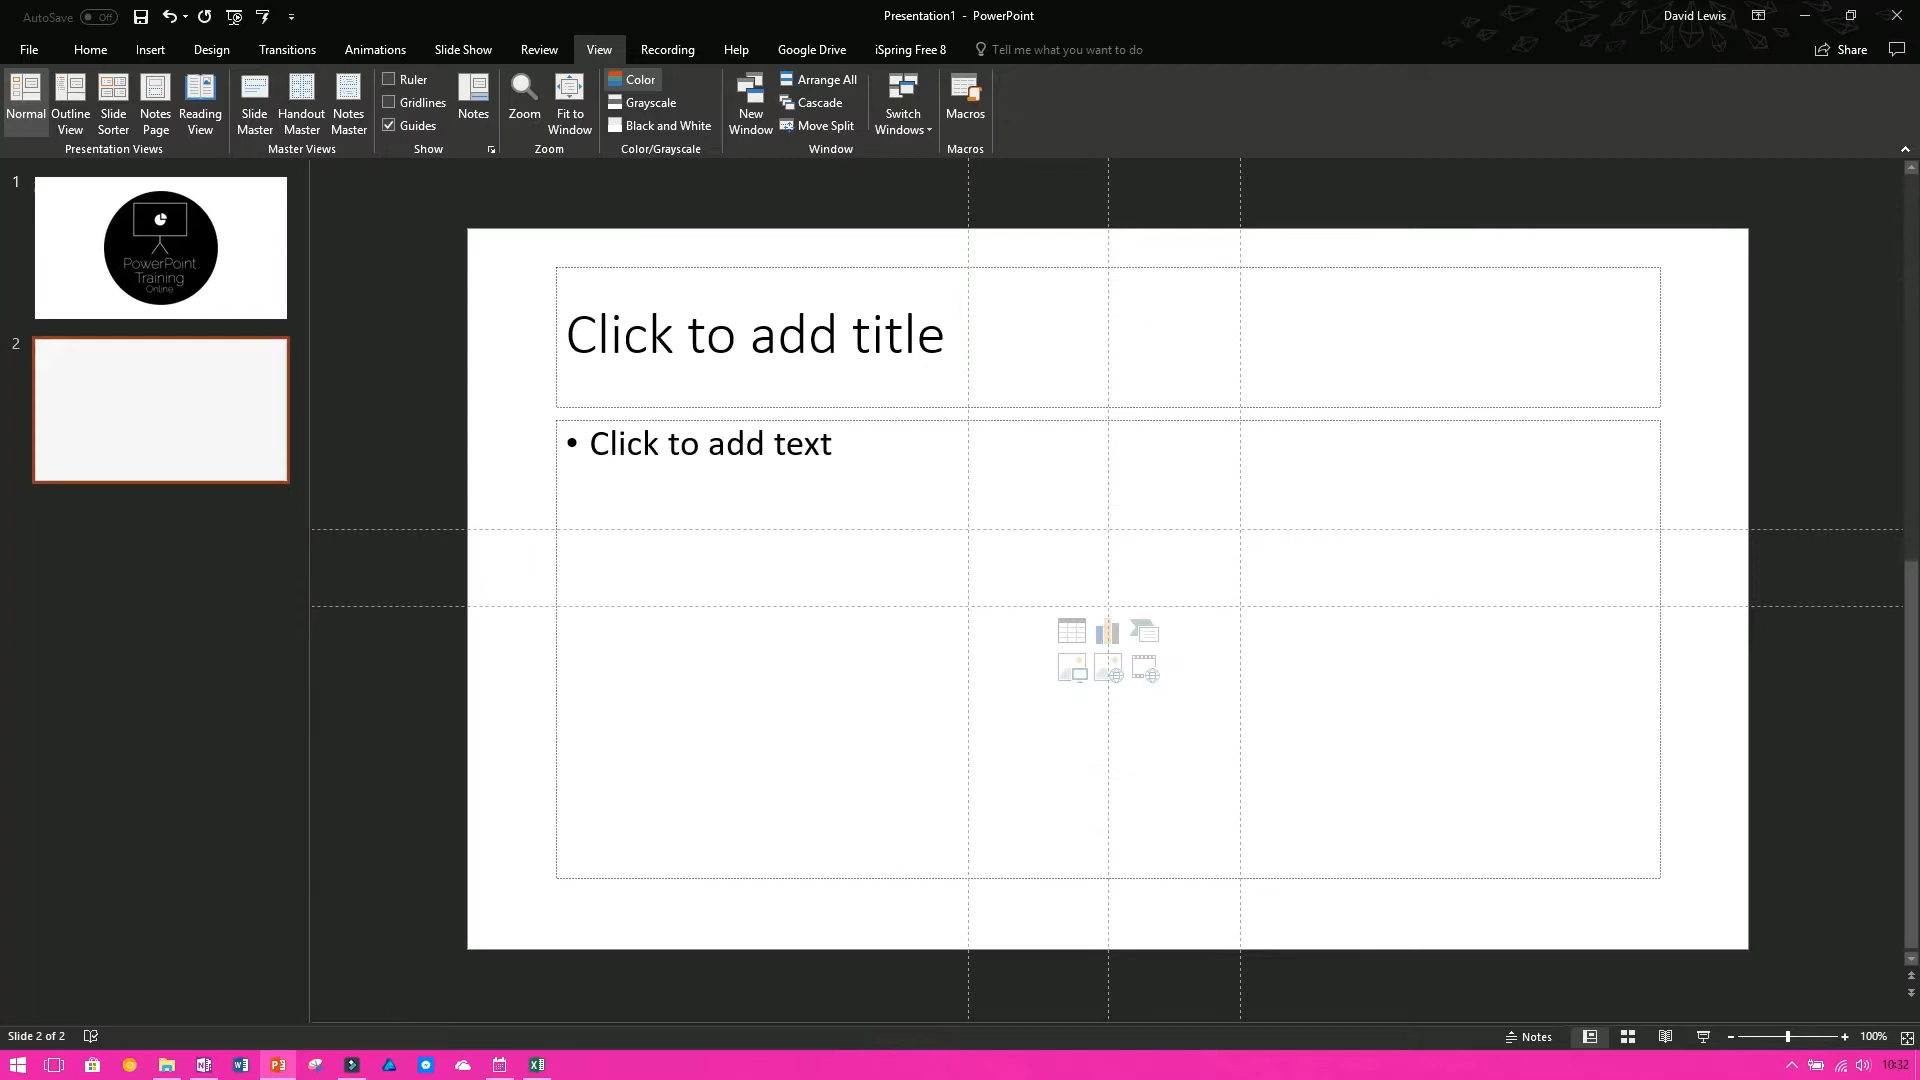 AutoSave Off
Presentation1 - PowerPoint
David Lewis
File Home Insert Design Transitions Animations Slide Show Review View Recording Help Google Drive iSpring Free 8 Tell me what you want to do
Share
Normal
Outline View
Slide Sorter
Notes Page
Reading View
Presentation Views
Slide Master
Handout Master
Notes Master
Master Views
Ruler
Gridlines
Guides
Notes
Show
Zoom
Fit to Window
Zoom
Color
Grayscale
Black and White
Color/Grayscale
New Window
Arrange All
Cascade
Move Split
Switch Windows
Window
Macros
Macros
1
PowerPoint
Training
Online
2
Click to add title
• Click to add text
Slide 2 of 2
Notes
100%
10:32